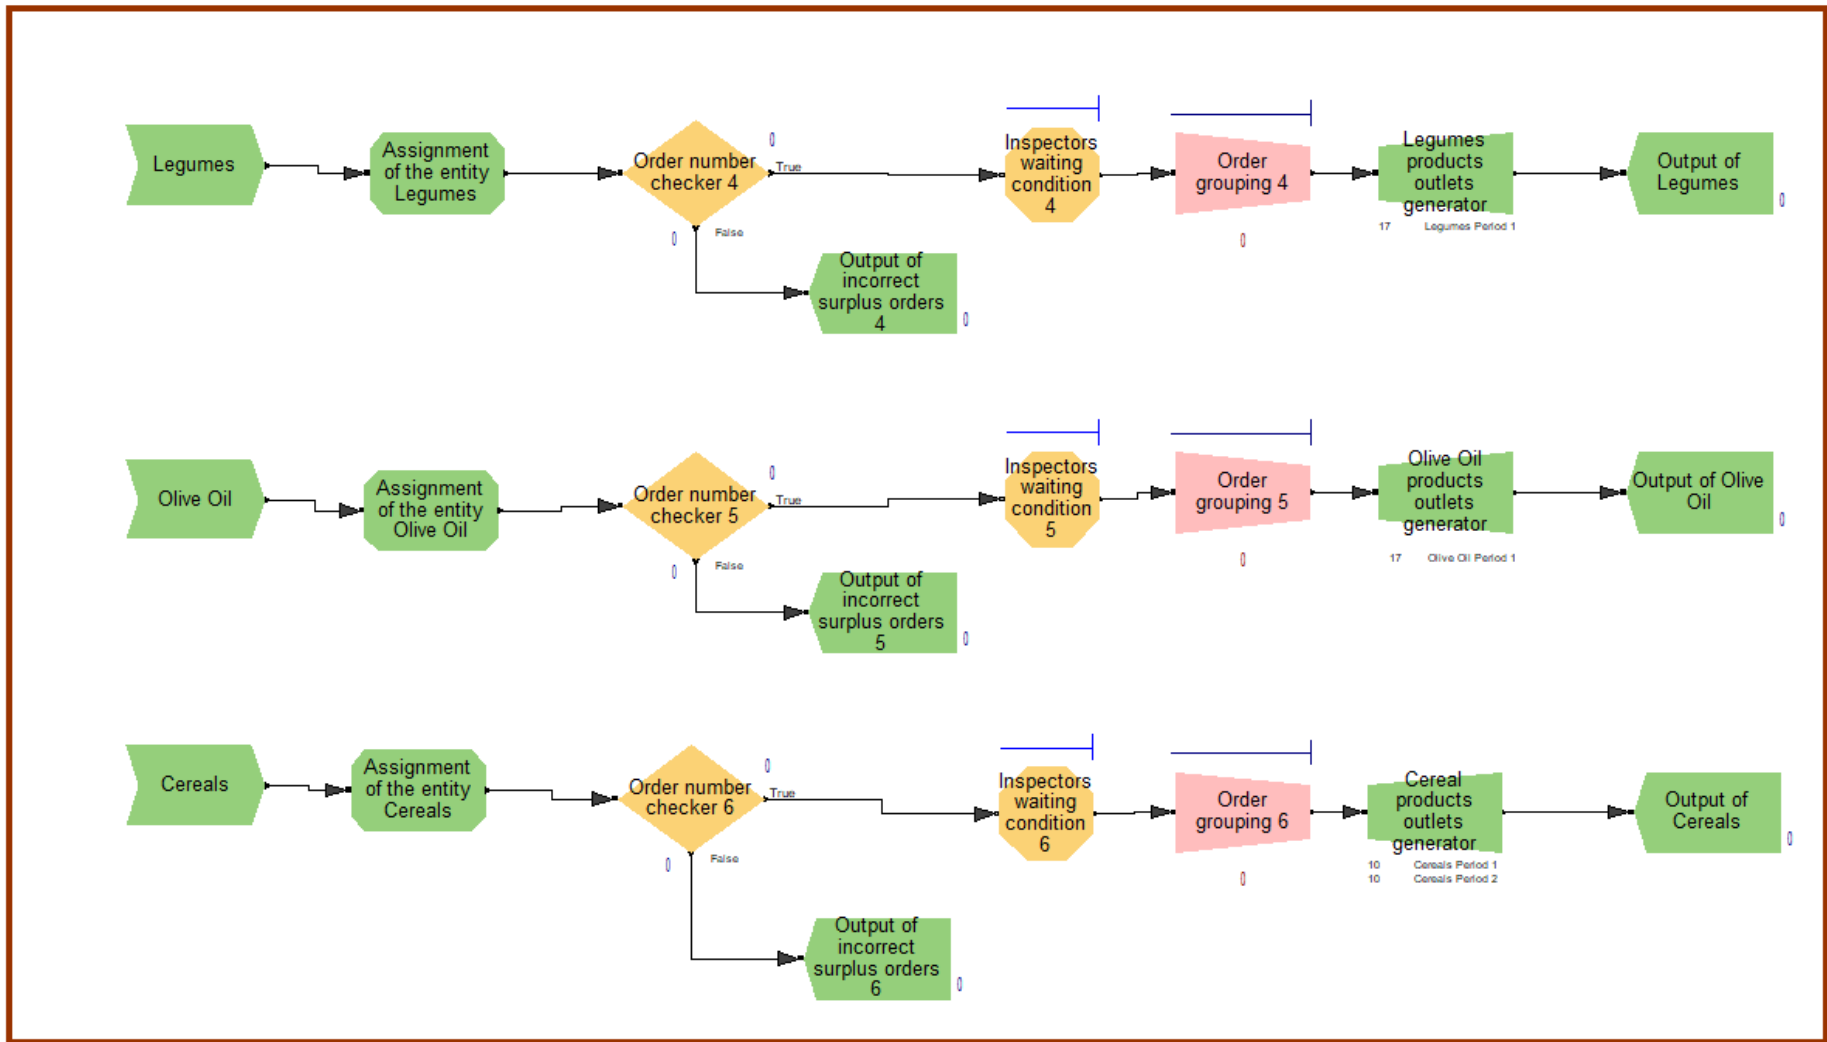 Legumes
Assignment
of the entity
Legumes
Order number
checker 4
0
True
0
False
Output of
incorrect
surplus orders
4
0
Inspectors
waiting
condition
4
Order
grouping 4
0
Legumes
products
outlets
generator
17 Legumes Period 1
Output of
Legumes
0
Olive Oil
Assignment
of the entity
Olive Oil
Order number
checker 5
0
True
0
False
Output of
incorrect
surplus orders
5
0
Inspectors
waiting
condition
5
Order
grouping 5
0
Olive Oil
products
outlets
generator
17 Olive Oil Period 1
Output of Olive
Oil
0
Cereals
Assignment
of the entity
Cereals
Order number
checker 6
0
True
0
False
Output of
incorrect
surplus orders
6
0
Inspectors
waiting
condition
6
Order
grouping 6
0
Cereal
products
outlets
generator
10 Cereals Period 1
10 Cereals Period 2
Output of
Cereals
0